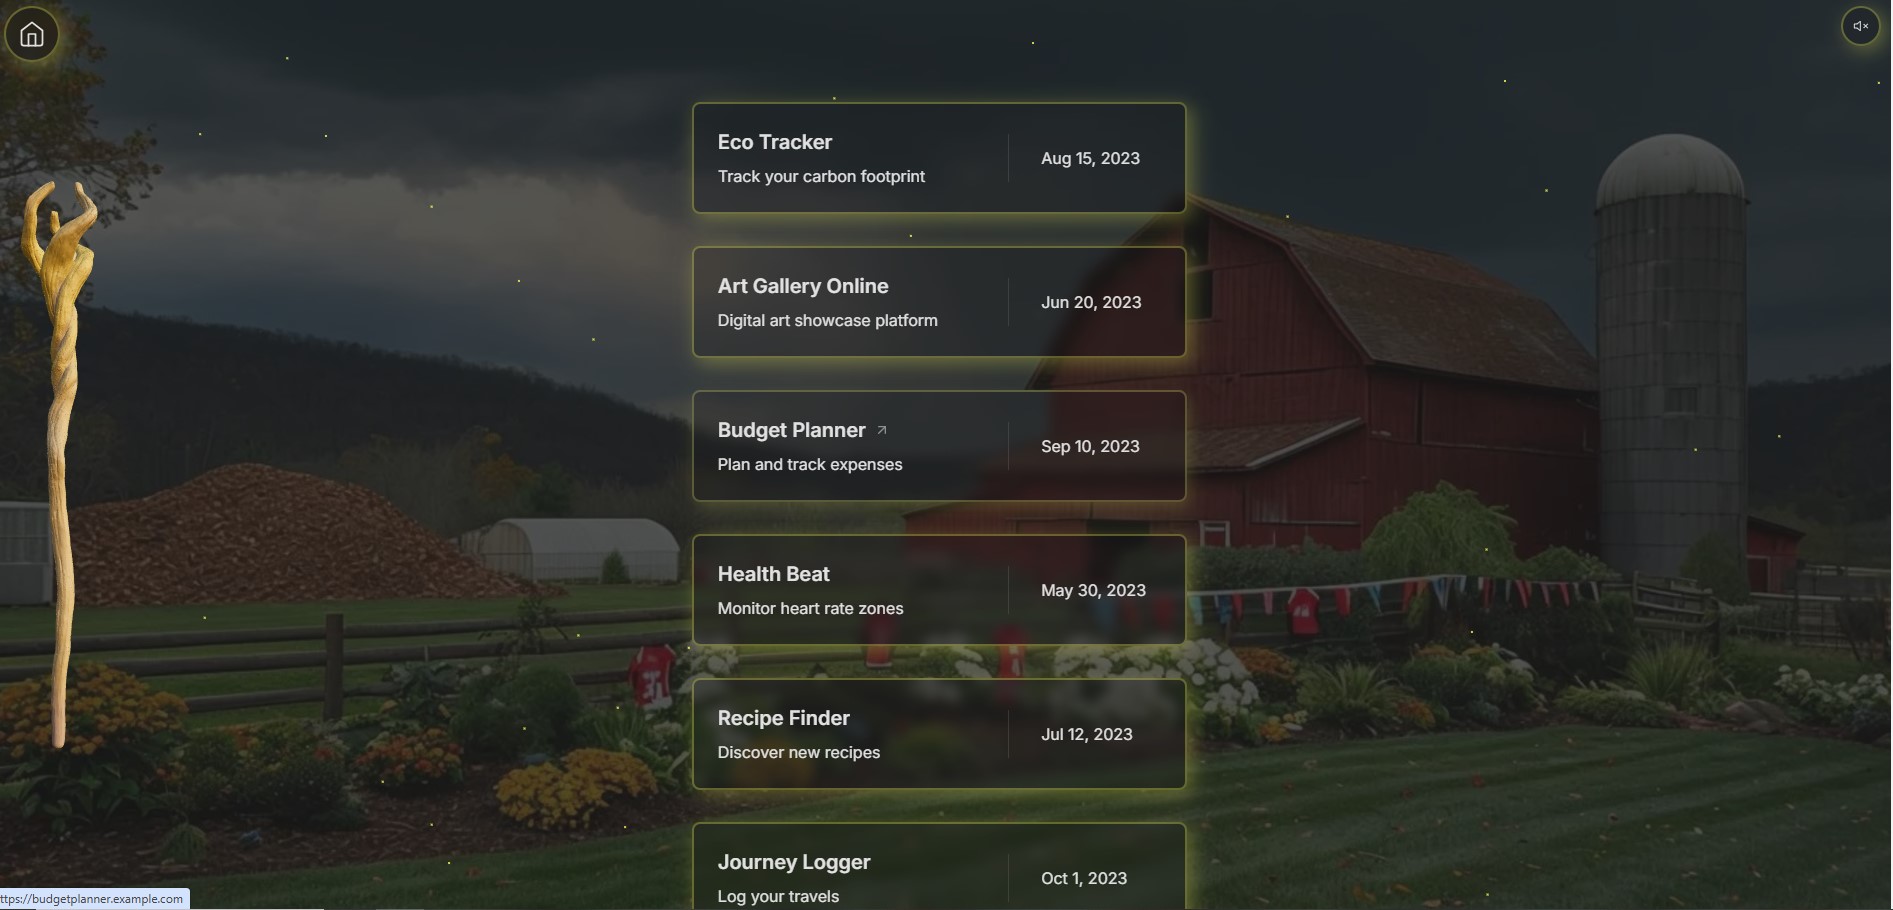 Eco Tracker
Track your carbon footprint
Aug 15, 2023
Art Gallery Online
Digital art showcase platform
Jun 20, 2023
Budget Planner
Plan and track expenses
Sep 10, 2023
Health Beat
Monitor heart rate zones
May 30, 2023
Recipe Finder
Discover new recipes
Jul 12, 2023
Journey Logger
Log your travels
Oct 1, 2023
ttps://budgetplanner.example.com